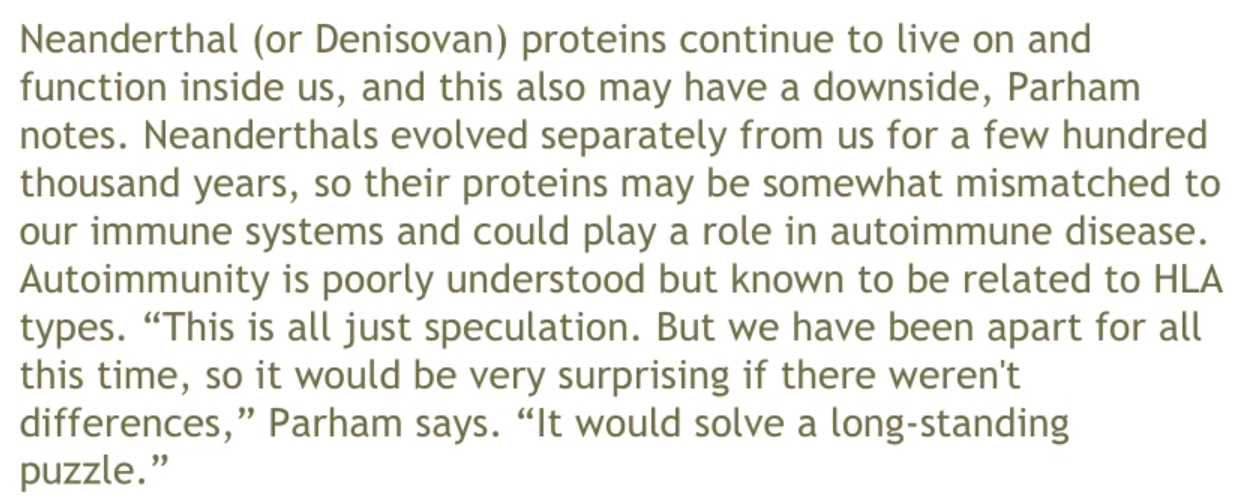 Neanderthal (or Denisovan) proteins continue to live on and
function inside us, and this also may have a downside, Parham
notes. Neanderthals evolved separately from us for a few hundred
thousand years, so their proteins may be somewhat mismatched to
our immune systems and could play a role in autoimmune disease.
Autoimmunity is poorly understood but known to be related to HLA
types. “This is all just speculation. But we have been apart for all
this time, so it would be very surprising if there weren't
differences,” Parham says. “It would solve a long-standing
puzzle.”